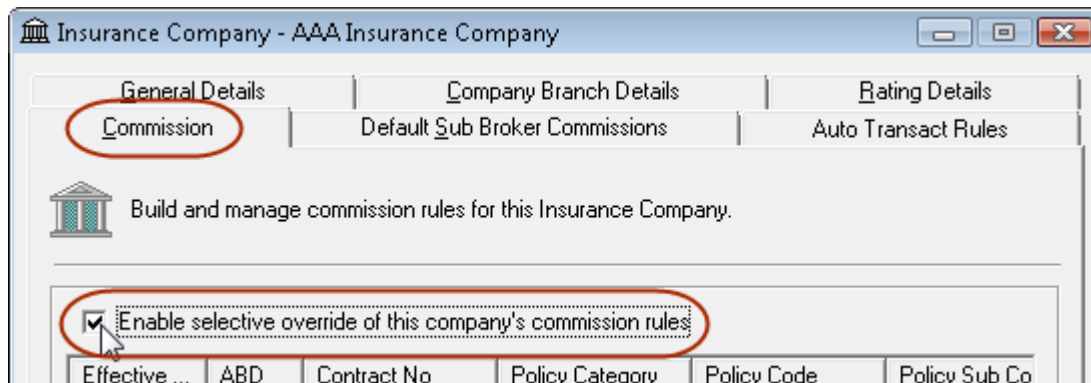 Insurance Company - AAA Insurance Company
General Details Company Branch Details Rating Details
Commission Default Sub Broker Commissions Auto Transact Rules
Build and manage commission rules for this Insurance Company.
Enable selective override of this company's commission rules
Effective ... ABD Contract No Policy Category Policy Code Policy Sub Co